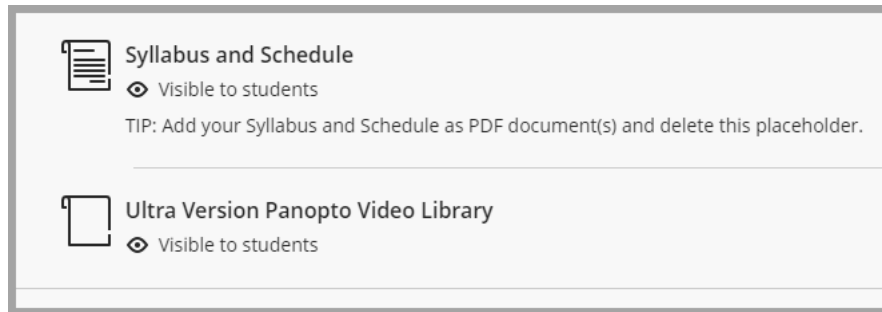 Syllabus and Schedule
Visible to students
TIP: Add your Syllabus and Schedule as PDF document(s) and delete this placeholder.
Ultra Version Panopto Video Library
Visible to students